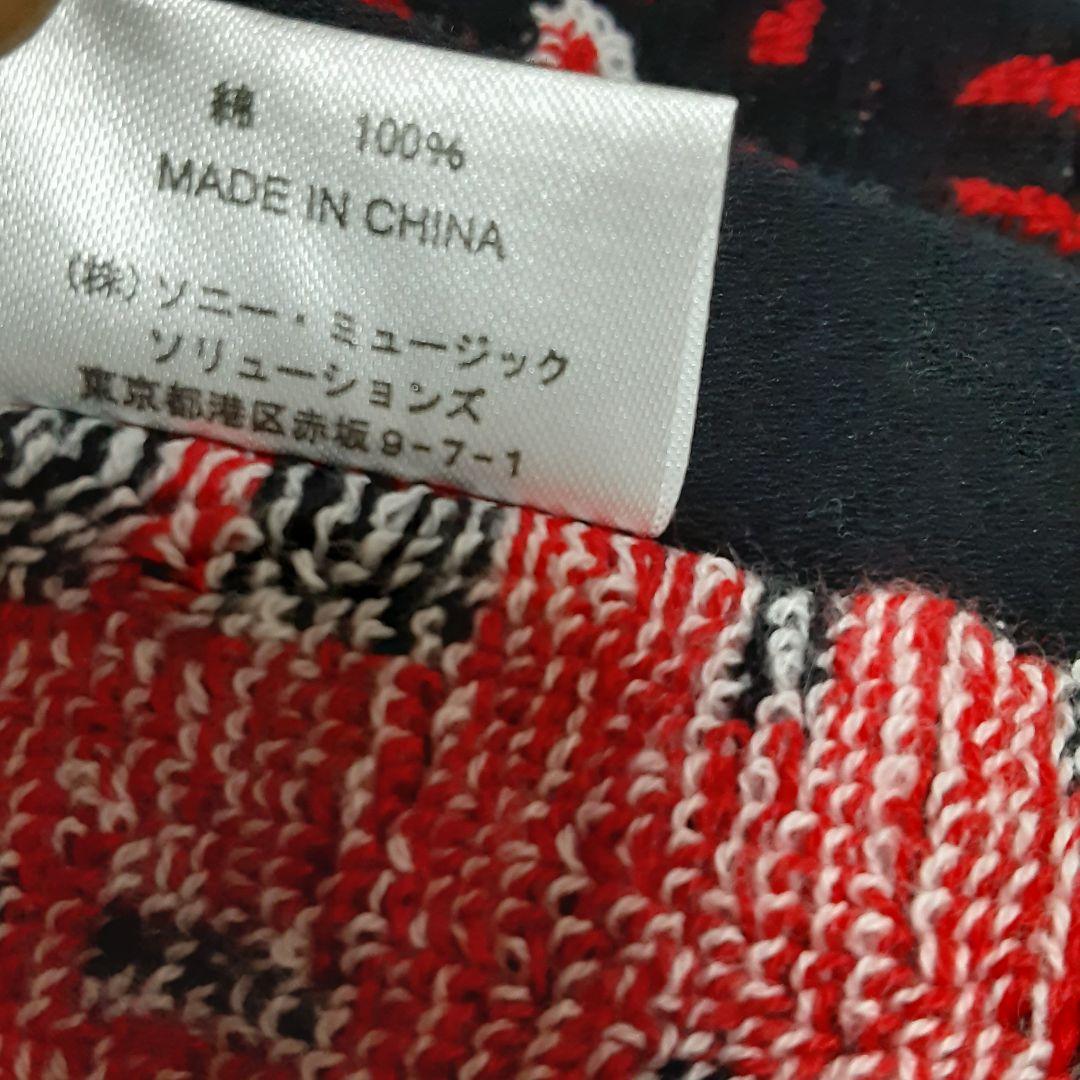 綿 100%
MADE IN CHINA
(株)ソニー・ミュージック
ソリューションズ
東京都港区赤坂9-7-1